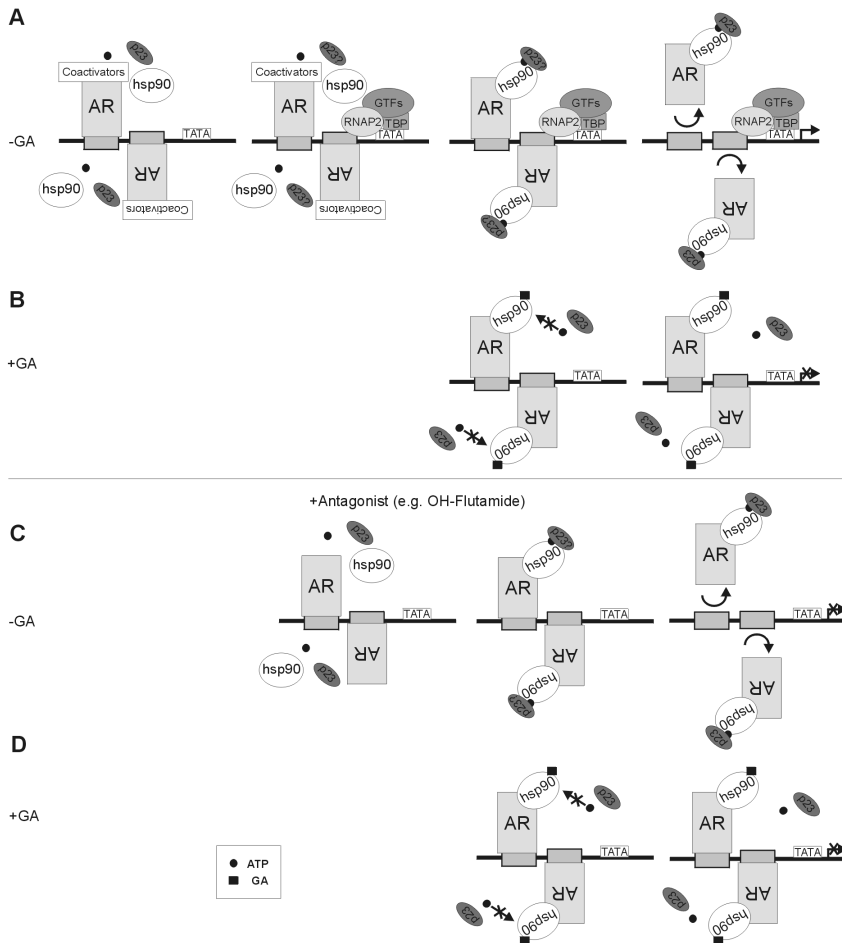 A
p23
Coactivators
hsp90
AR
TATA
AR
hsp90
p23
Coactivators
p23?
Coactivators
hsp90
AR
GTFs
RNAP2
TBP
TATA
AR
hsp90
p23?
Coactivators
p23?
hsp90
AR
GTFs
RNAP2
TBP
TATA
AR
hsp90
p23?
p23
hsp90
AR
GTFs
RNAP2
TBP
TATA
AR
hsp90
p23
-GA
B
hsp90
p23
AR
TATA
AR
p23
hsp90
hsp90
p23
AR
TATA
AR
p23
hsp90
+GA
+Antagonist (e.g. OH-Flutamide)
C
p23
hsp90
AR
TATA
AR
hsp90
p23
p23?
hsp90
AR
TATA
AR
hsp90
p23?
p23
hsp90
AR
TATA
AR
hsp90
p23
-GA
D
hsp90
p23
AR
TATA
AR
p23
hsp90
hsp90
p23
AR
TATA
AR
p23
hsp90
+GA
ATP
GA